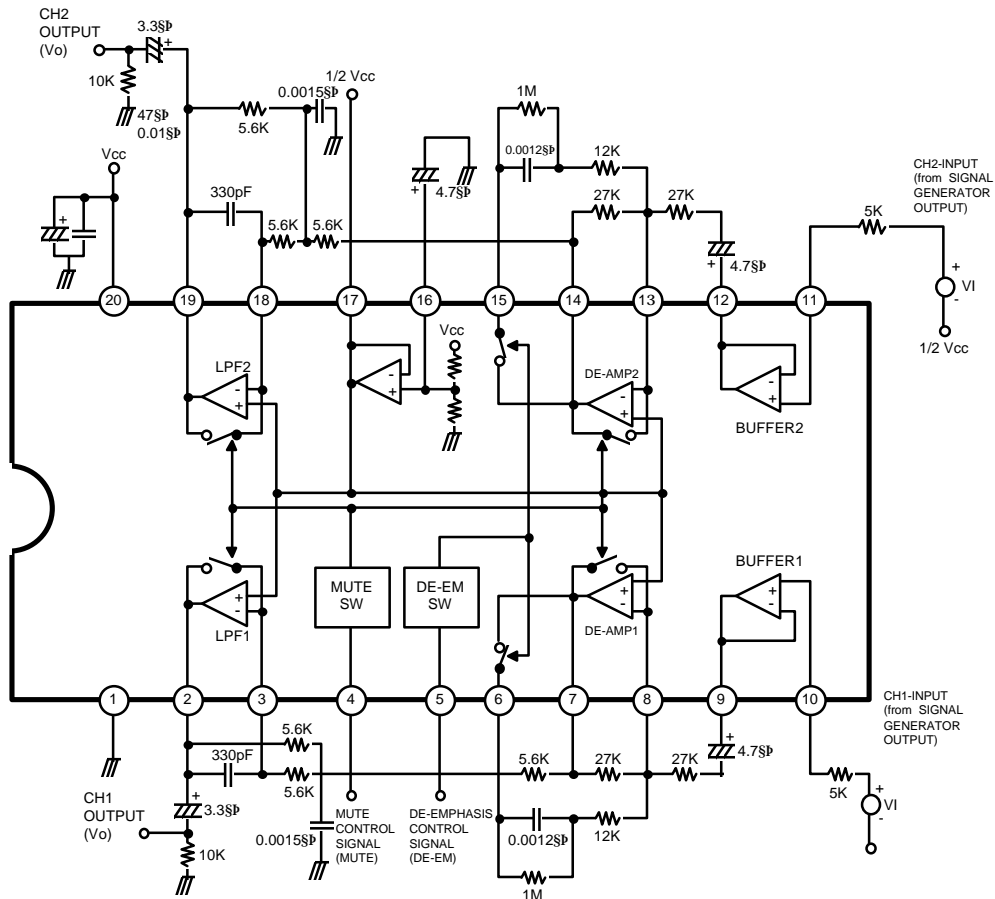 CH2
OUTPUT
(Vo)
3.3§Þ
+
10K
47§Þ
0.01§Þ
Vcc
+
5.6K
0.0015§Þ
1/2 Vcc
330pF
5.6K
5.6K
+
4.7§Þ
1M
0.0012§Þ
12K
27K
27K
+
4.7§Þ
CH2-INPUT
(from SIGNAL
GENERATOR
OUTPUT)
5K
+
VI
-
1/2 Vcc
20
19
18
17
16
15
14
13
12
11
LPF2
-
+
-
+
Vcc
DE-AMP2
-
+
-
+
BUFFER2
MUTE
SW
DE-EM
SW
+
-
LPF1
+
-
DE-AMP1
BUFFER1
+
-
1
2
3
4
5
6
7
8
9
10
CH1-INPUT
(from SIGNAL
GENERATOR
OUTPUT)
330pF
5.6K
5.6K
5.6K
27K
27K
+
4.7§Þ
5K
+
VI
-
CH1
OUTPUT
(Vo)
+
3.3§Þ
10K
0.0015§Þ
MUTE
CONTROL
SIGNAL
(MUTE)
DE-EMPHASIS
CONTROL
SIGNAL
(DE-EM)
0.0012§Þ
12K
1M